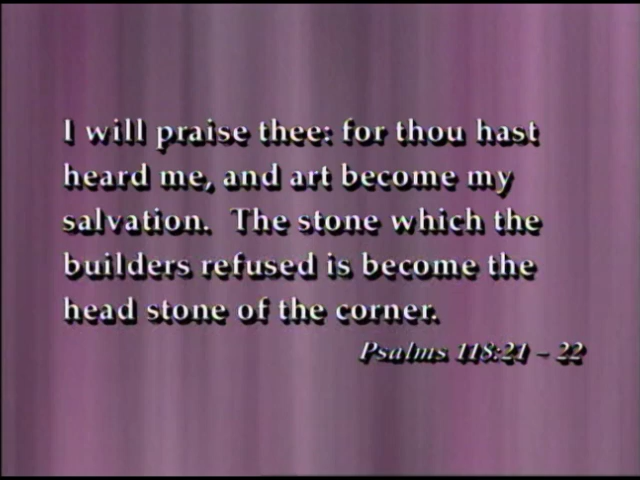 I will praise thee: for thou hast
heard me, and art become my
salvation.  The stone which the
builders refused is become the
head stone of the corner.
Psalms 118:21 – 22